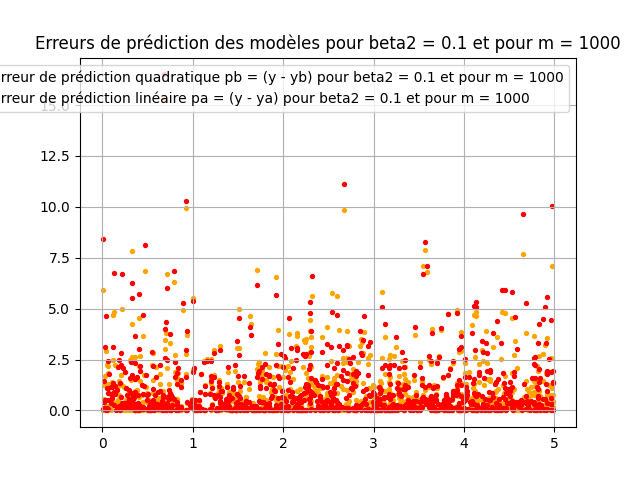 Erreurs de prédiction des modèles pour beta2 = 0.1 et pour m = 1000
rreur de prédiction quadratique pb = (y - yb) pour beta2 = 0.1 et pour m = 1000
rreur de prédiction linéaire pa = (y - ya) pour beta2 = 0.1 et pour m = 1000
15.0
12.5
10.0
7.5
5.0
2.5
0.0
0 1 2 3 4 5